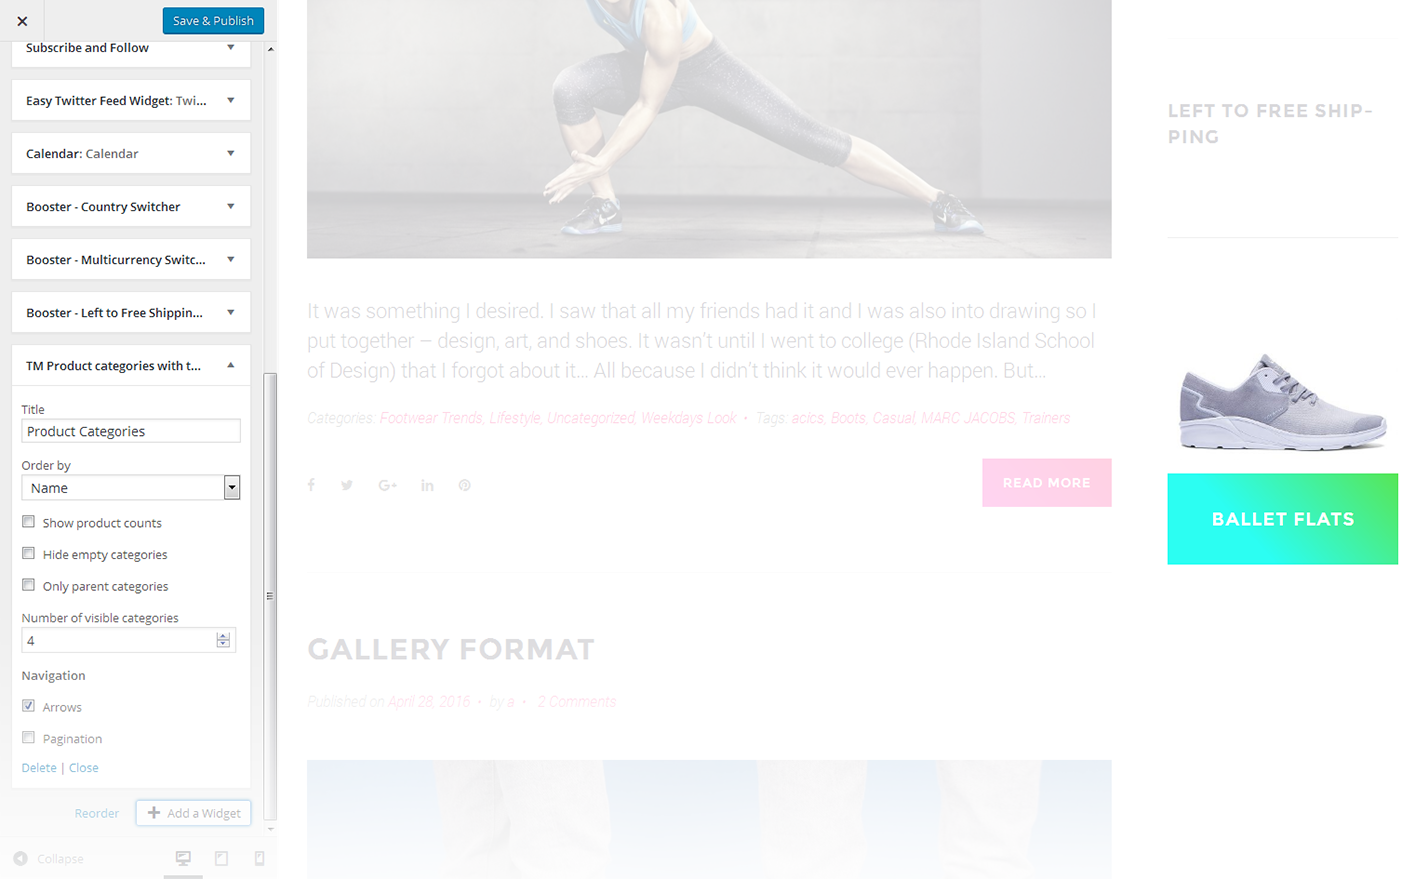 Save & Publish
Subscribe and Follow
Easy Twitter Feed Widget: Twi...
Calendar: Calendar
Booster - Country Switcher
Booster - Multicurrency Switc...
Booster - Left to Free Shippin...
TM Product categories with t...
Title
Product Categories
Order by
Name
Show product counts
Hide empty categories
Only parent categories
Number of visible categories
4
Navigation
Arrows
Pagination
Delete | Close
Reorder
Add a Widget
Collapse
It was something I desired. I saw that all my friends had it and I was also into drawing so I
put together – design, art, and shoes. It wasn't until I went to college (Rhode Island School
of Design) that I forgot about it... All because I didn't think it would ever happen. But...
Categories: Footwear Trends, Lifestyle, Uncategorized, Weekdays Look • Tags: acics, Boots, Casual, MARC JACOBS, Trainers
READ MORE
GALLERY FORMAT
Published on April 28, 2016 • by a • 2 Comments
LEFT TO FREE SHIP-
PING
BALLET FLATS